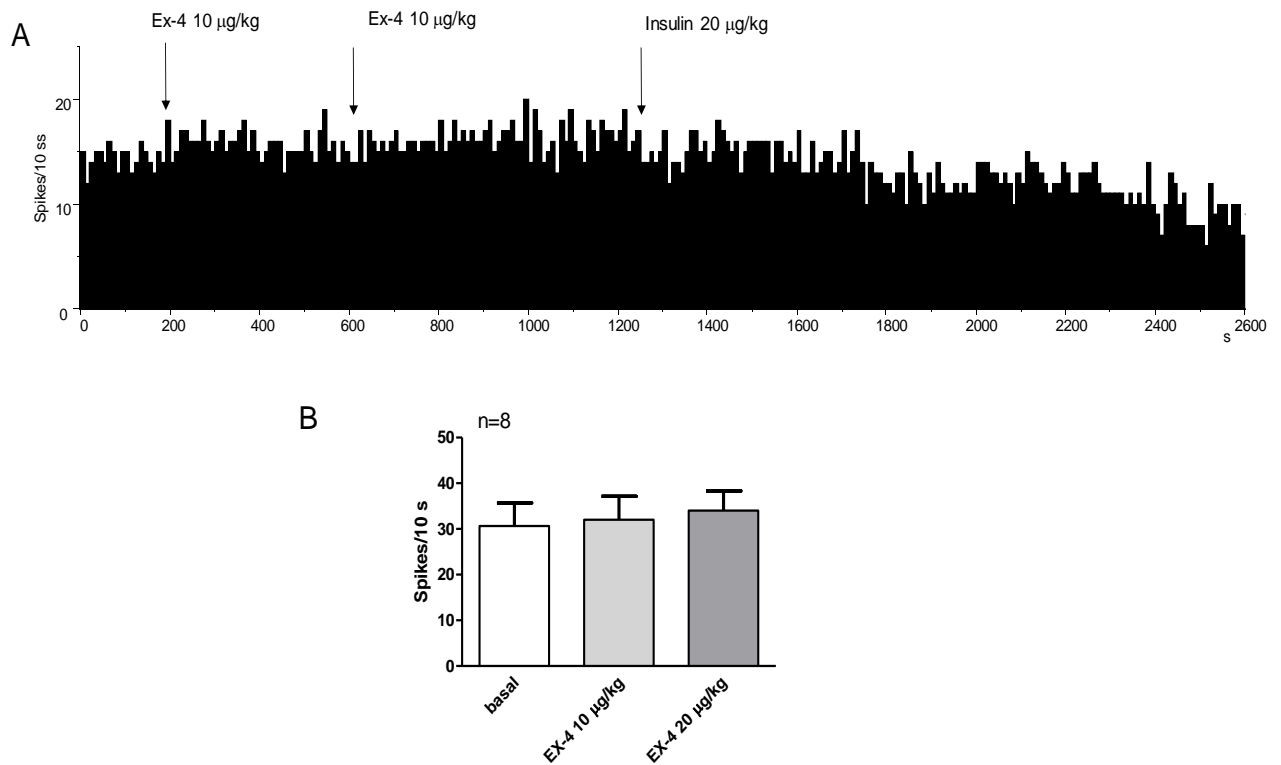 A
Ex-4 10 μg/kg
Ex-4 10 μg/kg
Insulin 20 μg/kg
Spikes/10 ss
20
10
0
0 200 400 600 800 1000 1200 1400 1600 1800 2000 2200 2400 2600
s
B
n=8
Spikes/10 s
50
40
30
20
10
0
basal
EX-4 10 μg/kg
EX-4 20 μg/kg